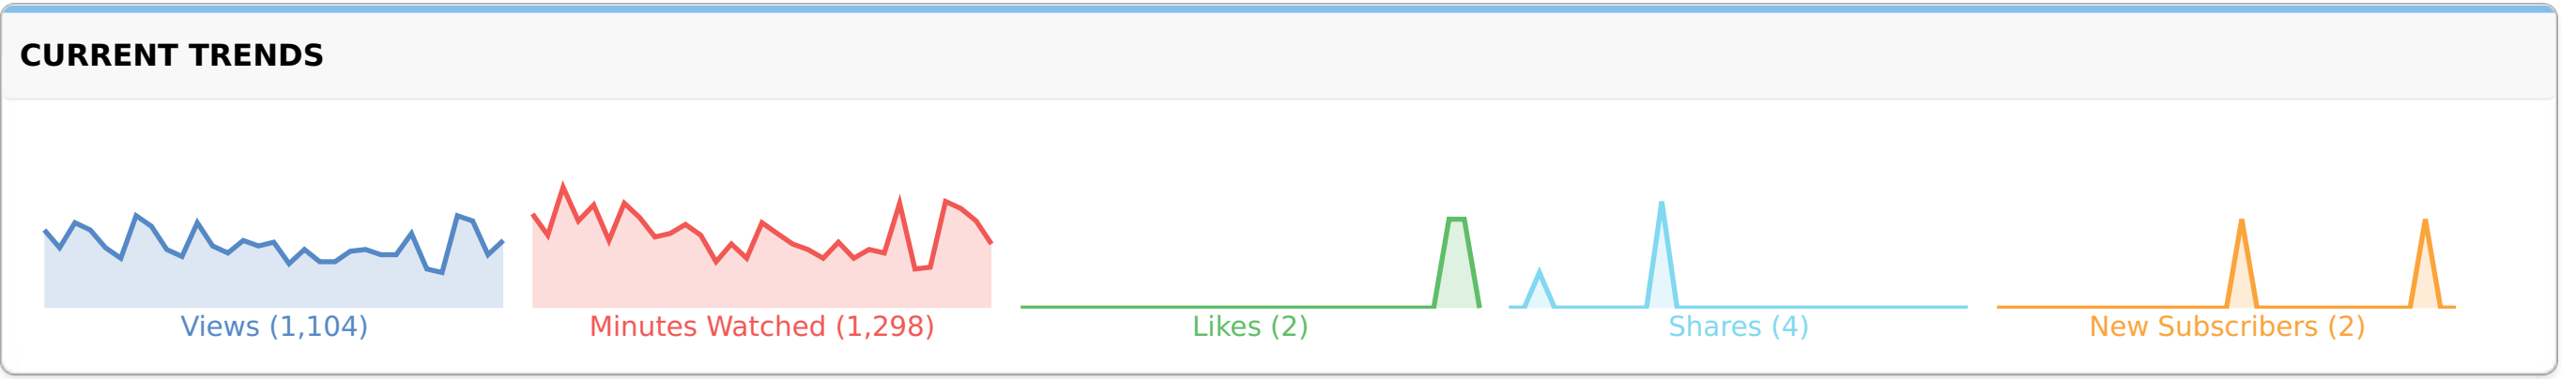 CURRENT TRENDS
Views (1,104)
Minutes Watched (1,298)
Likes (2)
Shares (4)
New Subscribers (2)